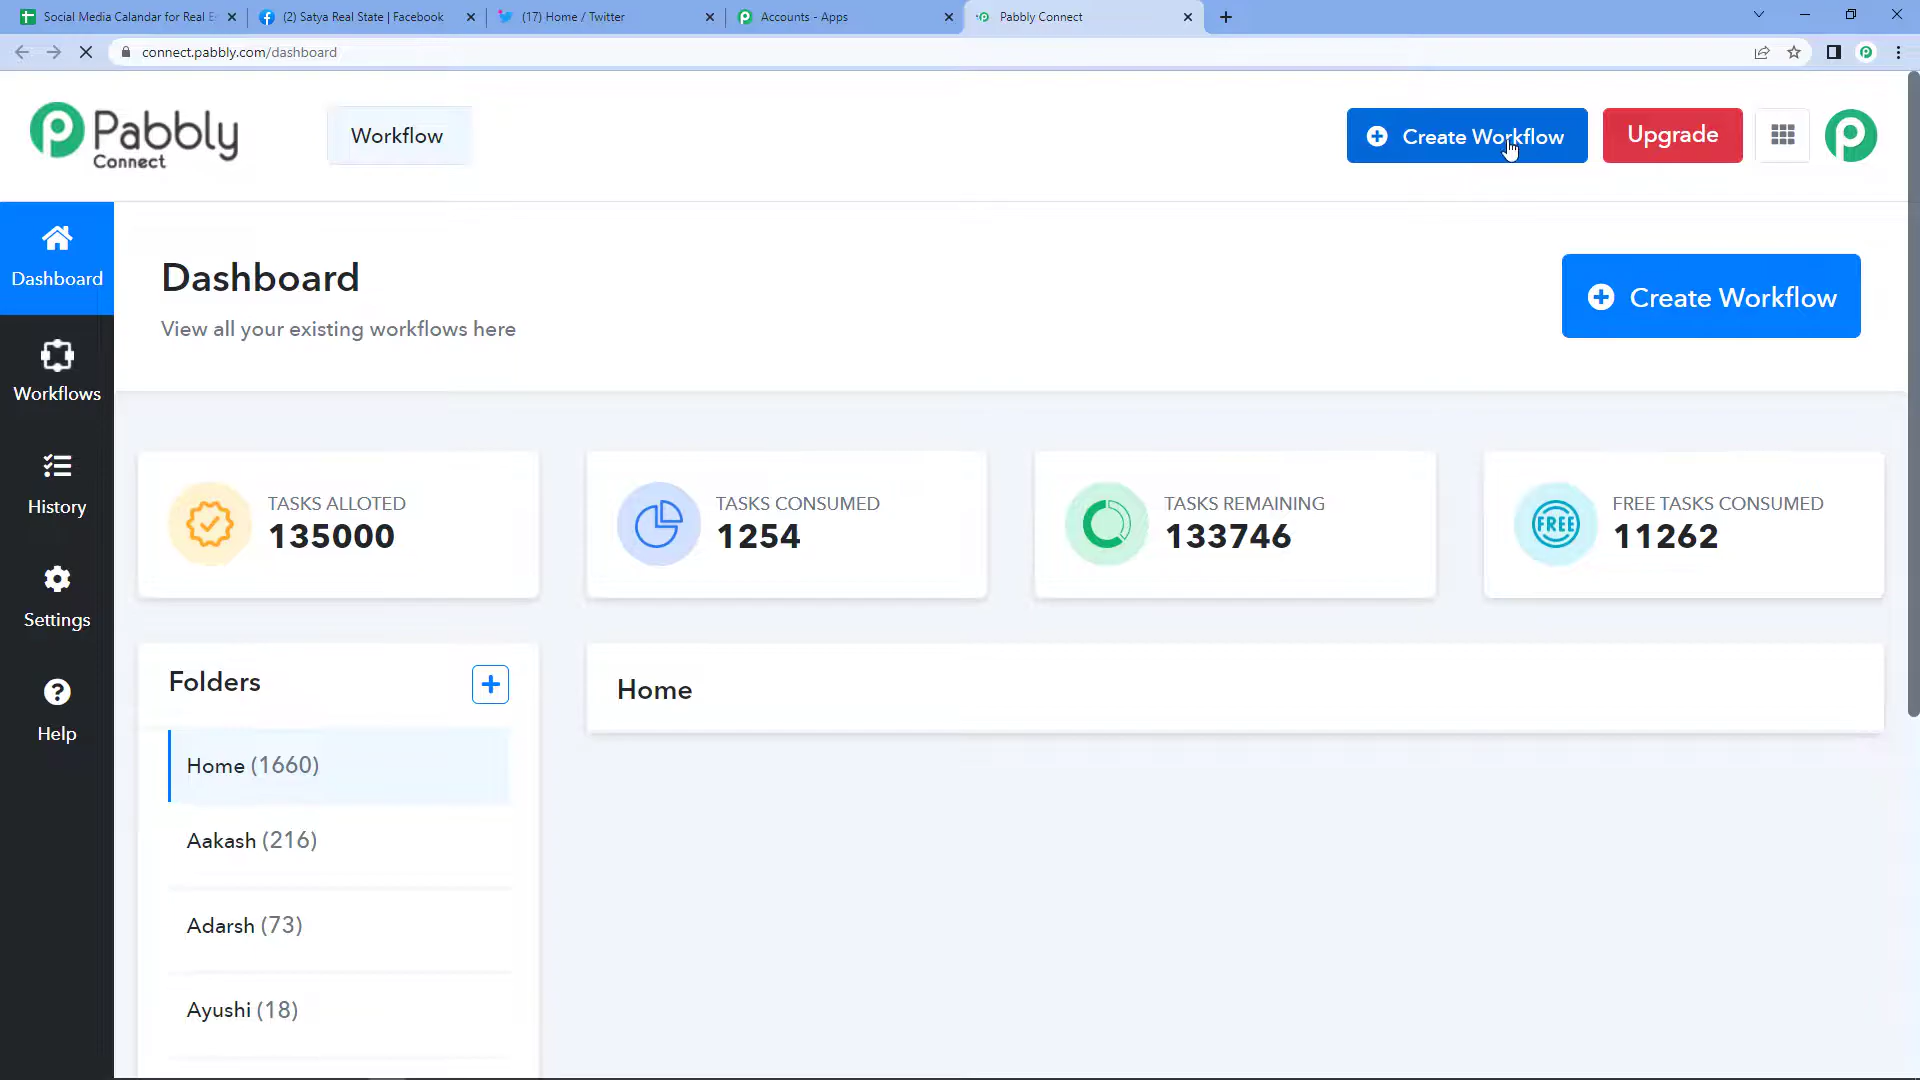 Social Media Calandar for Real E
(2) Satya Real State | Facebook
(17) Home / Twitter
Accounts - Apps
Pabbly Connect
connect.pabbly.com/dashboard
Pabbly
Connect
Workflow
Create Workflow
Upgrade
Dashboard
Workflows
History
Settings
Help
Dashboard
View all your existing workflows here
Create Workflow
TASKS ALLOTED
135000
TASKS CONSUMED
1254
TASKS REMAINING
133746
FREE
FREE TASKS CONSUMED
11262
Folders
Home (1660)
Aakash (216)
Adarsh (73)
Ayushi (18)
Home